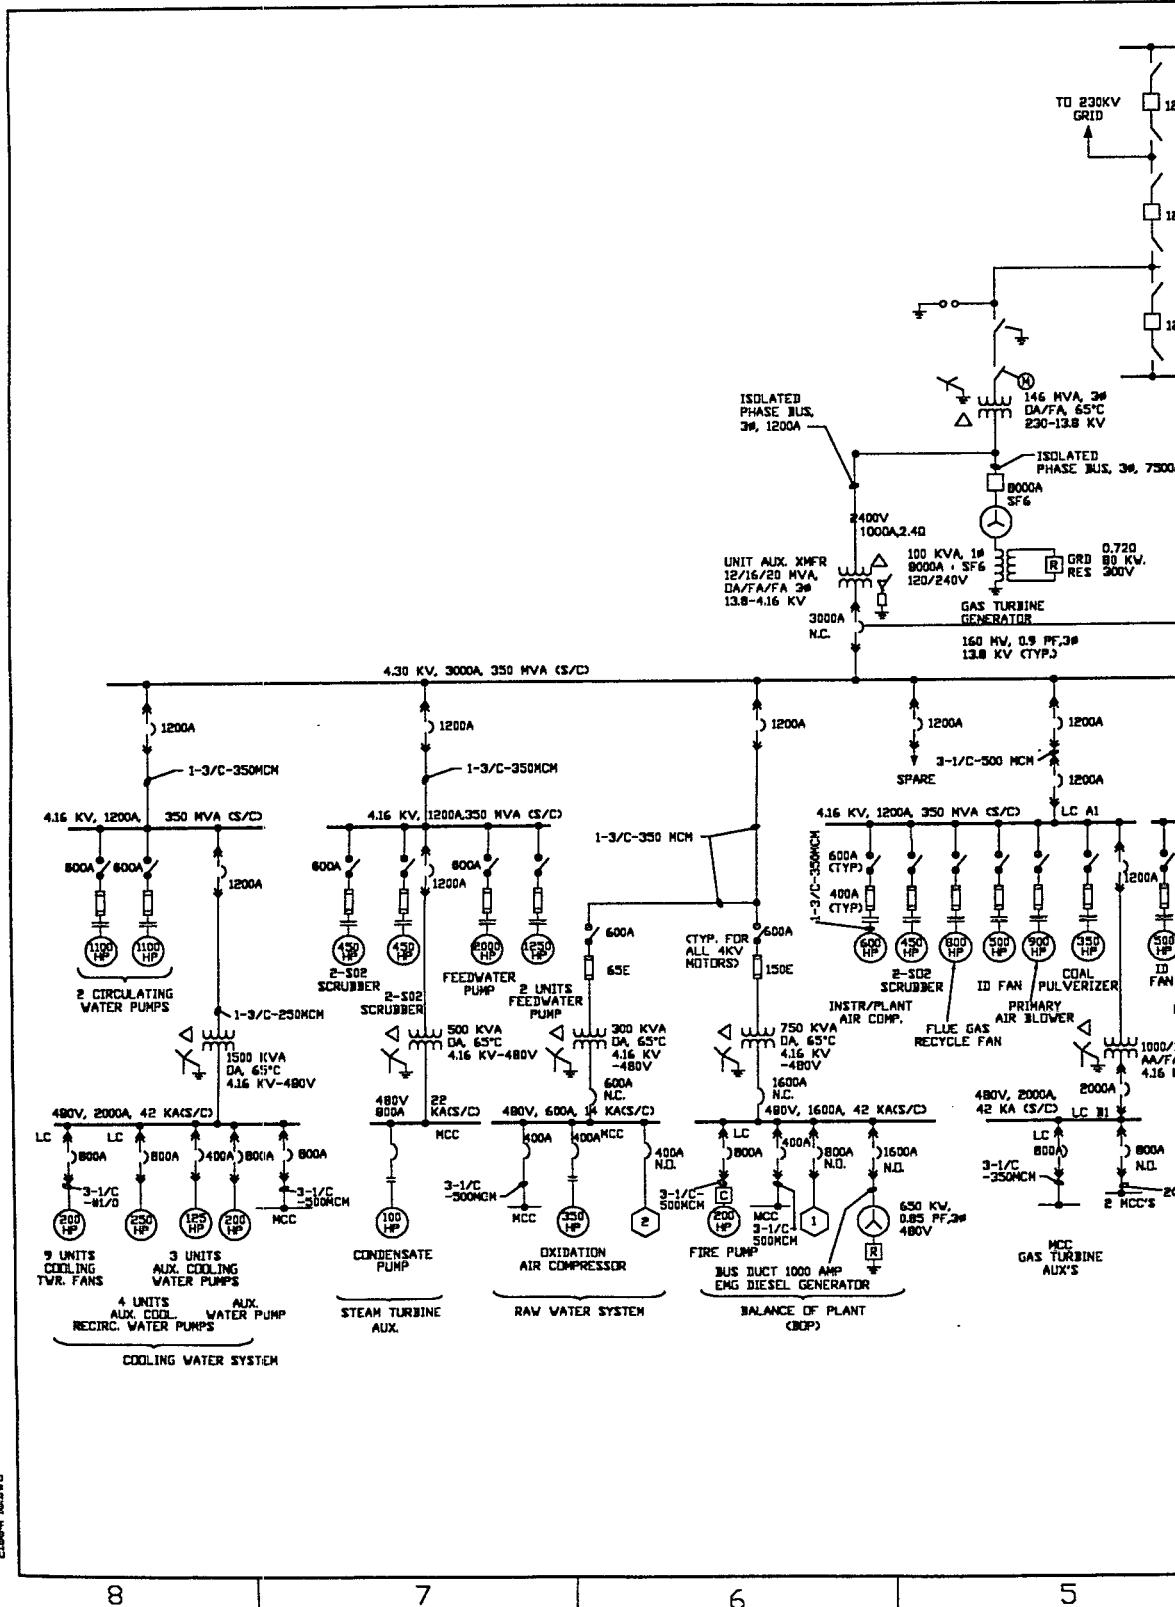 TO 230KV
GRID
12
12
12
M
146 MVA, 3Ø
OA/FA, 65°C
230-13.8 KV
ISOLATED
PHASE BUS,
3Ø, 1200A
ISOLATED
PHASE BUS, 3Ø, 7500
8000A
SF6
2400V
1000A,2.4Ω
UNIT AUX. XMFR
12/16/20 MVA,
OA/FA/FA 3Ø
13.8-4.16 KV
100 KVA, 1Ø
8000A · SF6
120/240V
R
GRD
RES
0.72Ω
80 KW.
300V
GAS TURBINE
GENERATOR
160 MW, 0.9 PF,3Ø
13.8 KV (TYP.)
3000A
N.C.
4.30 KV, 3000A, 350 MVA (S/C)
1200A
1200A
1200A
1200A
1200A
1-3/C-350MCM
1-3/C-350MCM
SPARE
3-1/C-500 MCM
1200A
4.16 KV, 1200A, 350 MVA (S/C)
4.16 KV, 1200A,350 MVA (S/C)
1-3/C-350 MCM
4.16 KV, 1200A, 350 MVA (S/C)
LC A1
600A
600A
1200A
600A
1200A
600A
600A
600A
(TYP. FOR
ALL 4KV
MOTORS)
65E
150E
1-3/C-350MCM
600A
(TYP)
400A
(TYP)
1200A
1100
HP
1100
HP
450
HP
450
HP
2000
HP
1250
HP
600
HP
450
HP
800
HP
500
HP
900
HP
350
HP
500
HP
2 CIRCULATING
WATER PUMPS
2-SO2
SCRUBBER
2-SO2
SCRUBBER
FEEDWATER
PUMP
2 UNITS
FEEDWATER
PUMP
INSTR/PLANT
AIR COMP.
2-SO2
SCRUBBER
FLUE GAS
RECYCLE FAN
ID FAN
PRIMARY
AIR BLOWER
COAL
PULVERIZER
ID
FAN
1-3/C-250MCM
1500 KVA
OA, 65°C
4.16 KV-480V
500 KVA
OA, 65°C
4.16 KV-480V
300 KVA
OA, 65°C
4.16 KV
-480V
750 KVA
OA, 65°C
4.16 KV
-480V
1000/
AA/F
4.16
600A
N.C.
1600A
N.C.
2000A
480V, 2000A, 42 KA(S/C)
480V
800A
22
KA(S/C)
480V, 600A, 14 KA(S/C)
480V, 1600A, 42 KA(S/C)
480V, 2000A,
42 KA (S/C)
LC B1
LC
LC
MCC
MCC
LC
LC
800A
800A
400A
800A
800A
400A
400A
400A
N.O.
800A
400A
800A
N.O.
1600A
N.O.
800A
800A
N.O.
3-1/C
-#1/0
3-1/C
-500MCM
MCC
3-1/C
-500MCM
MCC
3-1/C-
500MCM
C
MCC
3-1/C-
500MCM
3-1/C
-350MCM
2 MCC'S
200
HP
250
HP
125
HP
200
HP
100
HP
350
HP
2
200
HP
1
650 KW,
0.85 PF,3Ø
480V
R
9 UNITS
COOLING
TWR. FANS
3 UNITS
AUX. COOLING
WATER PUMPS
4 UNITS
AUX. COOL.
RECIRC. WATER PUMPS
AUX.
WATER PUMP
COOLING WATER SYSTEM
CONDENSATE
PUMP
STEAM TURBINE
AUX.
OXIDATION
AIR COMPRESSOR
RAW WATER SYSTEM
FIRE PUMP
BUS DUCT 1000 AMP
EMG DIESEL GENERATOR
BALANCE OF PLANT
(BOP)
MCC
GAS TURBINE
AUX'S
8
7
6
5